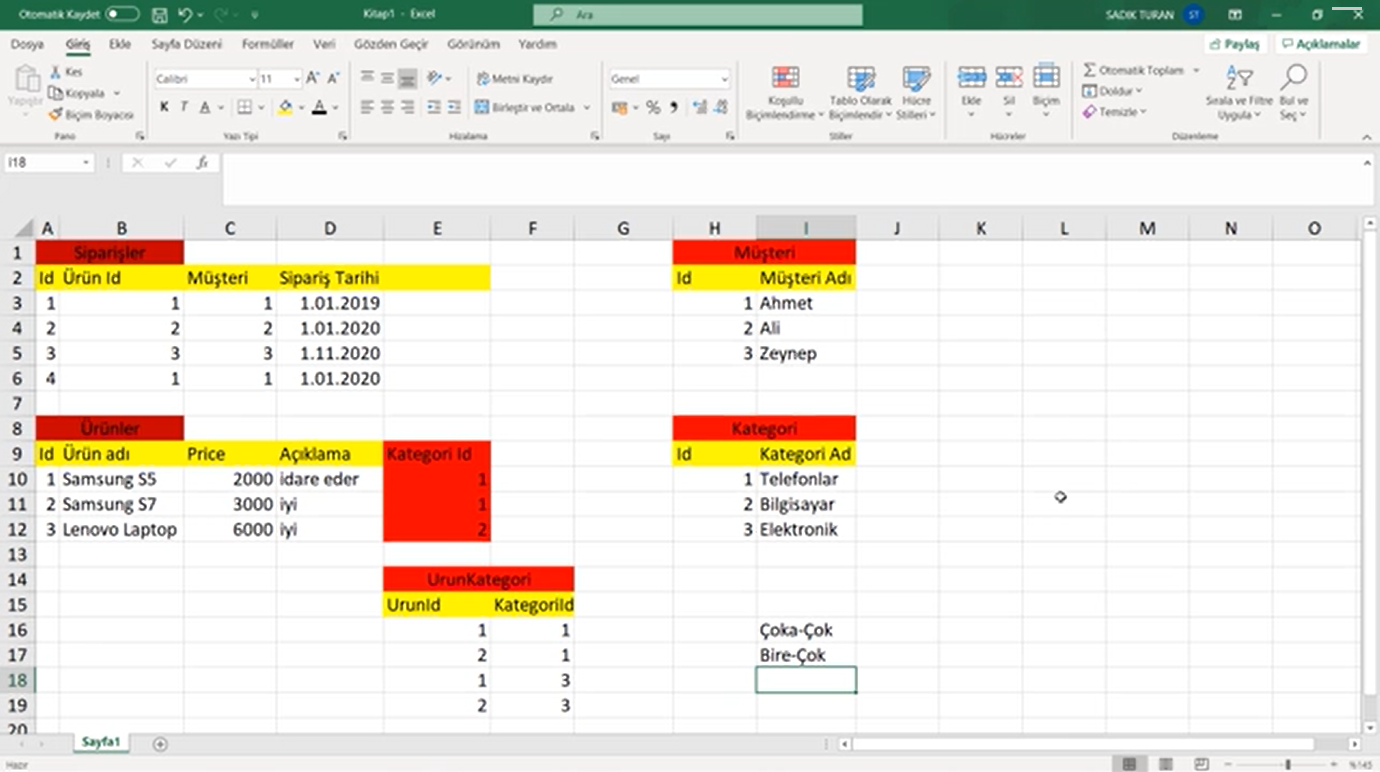 Otomatik Kaydet Kitap1 - Excel Ara SADIK TURAN ST
Dosya Giriş Ekle Sayfa Düzeni Formüller Veri Gözden Geçir Görünüm Yardım Paylaş Açıklamalar
Yapıştır Kes Kopyala Biçim Boyacısı
Calibri 11 K T A
Metni Kaydır Birleştir ve Ortala
Genel
Koşullu Biçimlendirme Tablo Olarak Biçimlendir Hücre Stilleri
Ekle Sil Biçim
Otomatik Toplam Doldur Temizle
Sırala ve Filtre Uygula Bul ve Seç
Pano Yazı Tipi Hizalama Sayı Stiller Hücreler Düzenleme
I18 fx
A B C D E F G H I J K L M N O
1 Siparişler Müşteri
2 Id Ürün Id Müşteri Sipariş Tarihi Id Müşteri Adı
3 1 1 1 1.01.2019 1 Ahmet
4 2 2 2 1.01.2020 2 Ali
5 3 3 3 1.11.2020 3 Zeynep
6 4 1 1 1.01.2020
7
8 Ürünler Kategori
9 Id Ürün adı Price Açıklama Kategori Id Id Kategori Ad
10 1 Samsung S5 2000 idare eder 1 1 Telefonlar
11 2 Samsung S7 3000 iyi 1 2 Bilgisayar
12 3 Lenovo Laptop 6000 iyi 2 3 Elektronik
13
14 UrunKategori
15 UrunId KategoriId
16 1 1 Çoka-Çok
17 2 1 Bire-Çok
18 1 3
19 2 3
20
Sayfa1
Hazır %145